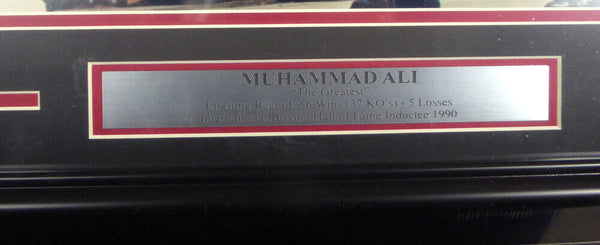 MUHAMMAD ALI
"The Greatest"
Lifetime Record: 56 Wins (37 KO's) - 5 Losses
International Boxing Hall of Fame Inductee 1990